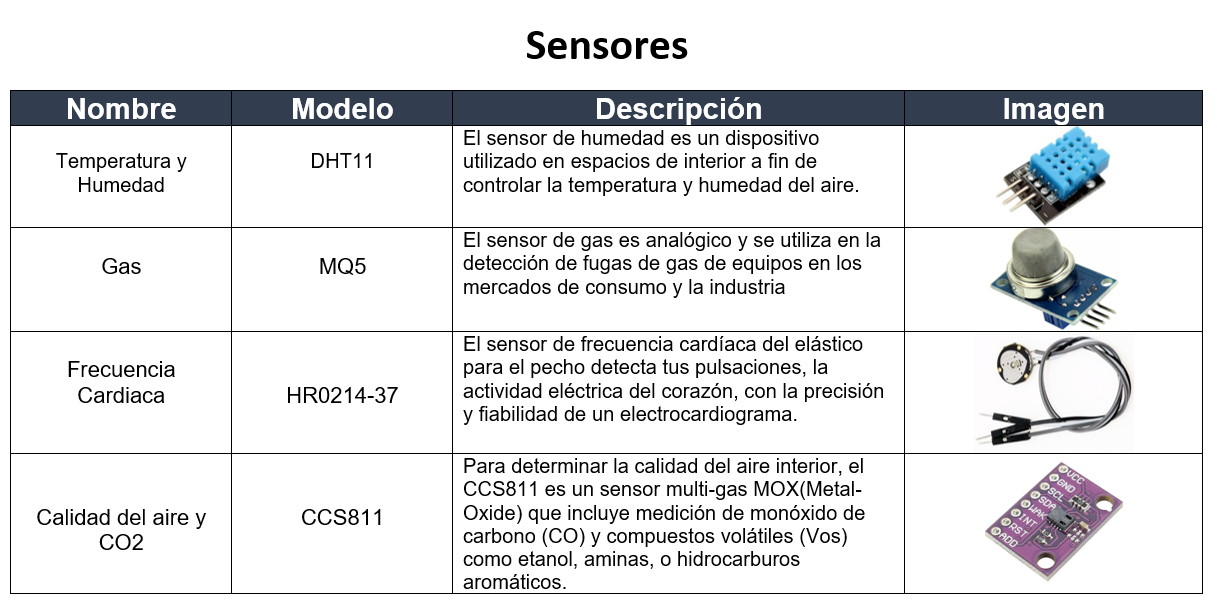 Sensores
Nombre
Modelo
Descripción
Imagen
Temperatura y
Humedad
DHT11
El sensor de humedad es un dispositivo
utilizado en espacios de interior a fin de
controlar la temperatura y humedad del aire.
Gas
MQ5
El sensor de gas es analógico y se utiliza en la
detección de fugas de gas de equipos en los
mercados de consumo y la industria
Frecuencia
Cardiaca
HR0214-37
El sensor de frecuencia cardíaca del elástico
para el pecho detecta tus pulsaciones, la
actividad eléctrica del corazón, con la precisión
y fiabilidad de un electrocardiograma.
Calidad del aire y
CO2
CCS811
Para determinar la calidad del aire interior, el
CCS811 es un sensor multi-gas MOX(Metal-
Oxide) que incluye medición de monóxido de
carbono (CO) y compuestos volátiles (Vos)
como etanol, aminas, o hidrocarburos
aromáticos.
VCC
GND
SCL
SDA
WAK
INT
RST
ADD